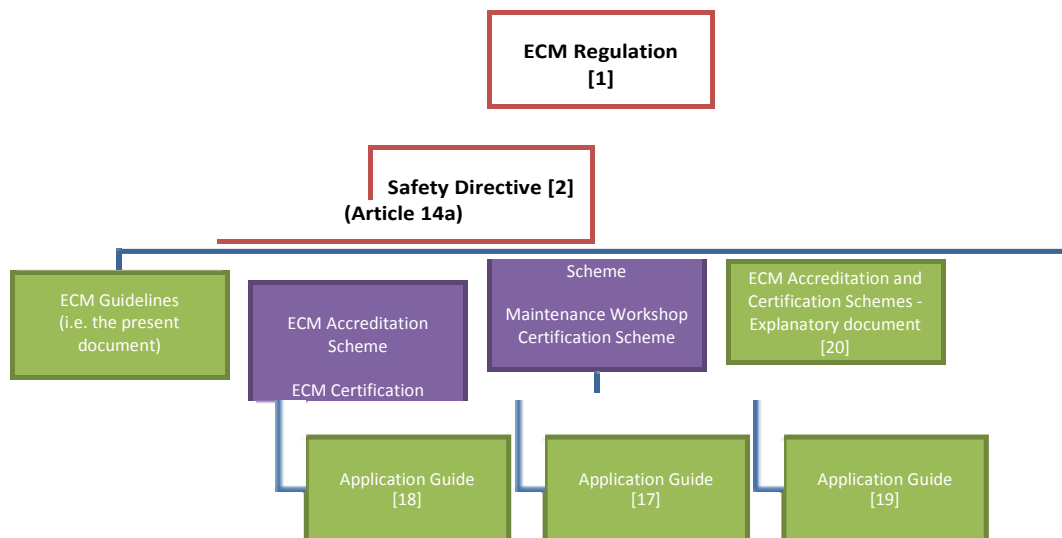 ECM Regulation
[1]
Safety Directive [2]
(Article 14a)
ECM Guidelines
(i.e. the present
document)
ECM Accreditation
Scheme
ECM Certification
Scheme
Maintenance Workshop
Certification Scheme
ECM Accreditation and
Certification Schemes -
Explanatory document
[20]
Application Guide
[18]
Application Guide
[17]
Application Guide
[19]